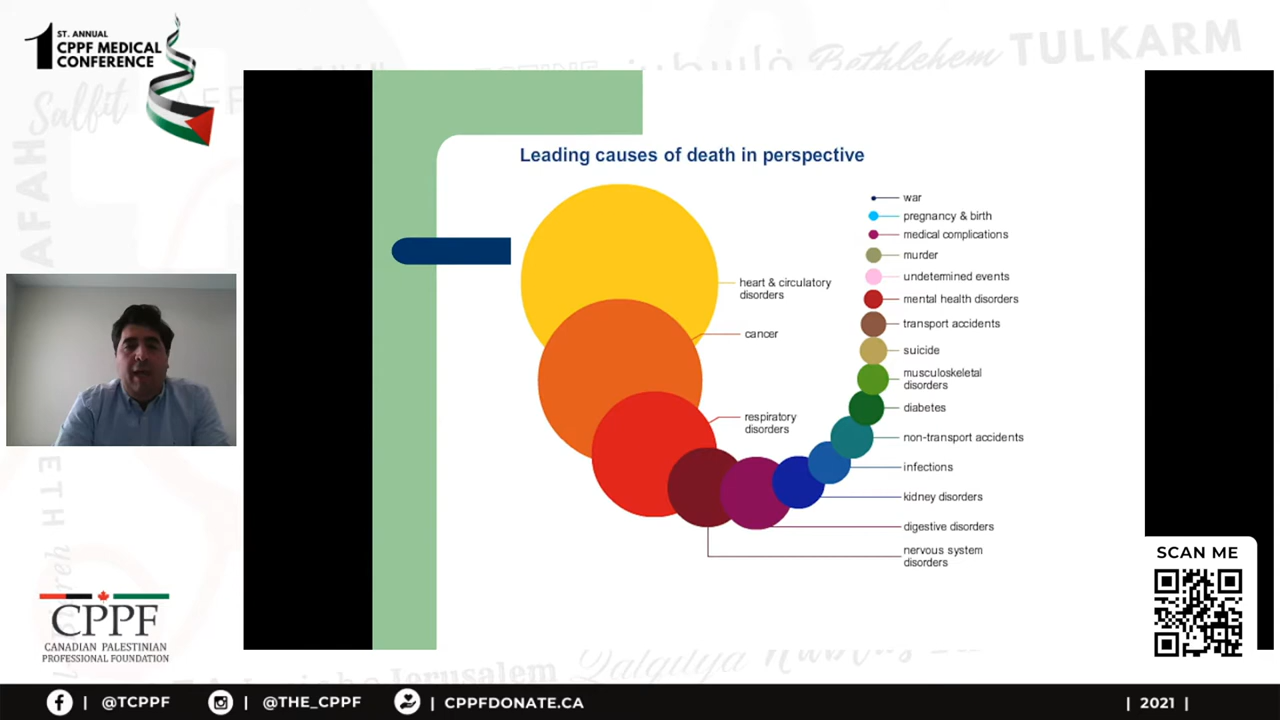 ST. ANNUAL
1 CPPF MEDICAL
CONFERENCE
Salfit
Bethlehem
TULKARM
AFAH
Leading causes of death in perspective
heart & circulatory
disorders
cancer
respiratory
disorders
war
pregnancy & birth
medical complications
murder
undetermined events
mental health disorders
transport accidents
suicide
musculoskeletal
disorders
diabetes
non-transport accidents
infections
kidney disorders
digestive disorders
nervous system
disorders
SCAN ME
CPPF
CANADIAN PALESTINIAN
PROFESSIONAL FOUNDATION
ETH
Jerusalem
Qalqilya
| @TCPPF
| @THE_CPPF
| CPPFDONATE.CA
| 2021 |